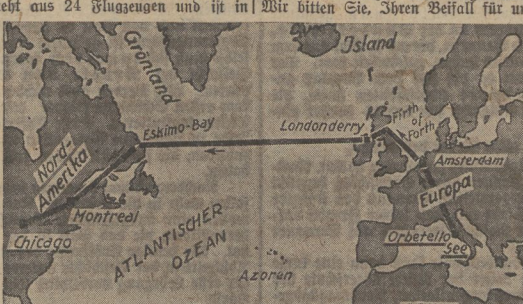 eht aus 24 Flugzeugen und ist in
Wir bitten Sie, Ihren Beifall für un
Grönland
Island
Eskimo-Bay
Londonderry
Firth
of
Forth
Nord-
Amerika
Amsterdam
Europa
Montreal
Chicago
Orbetello
See
ATLANTISCHER
OZEAN
Azoren